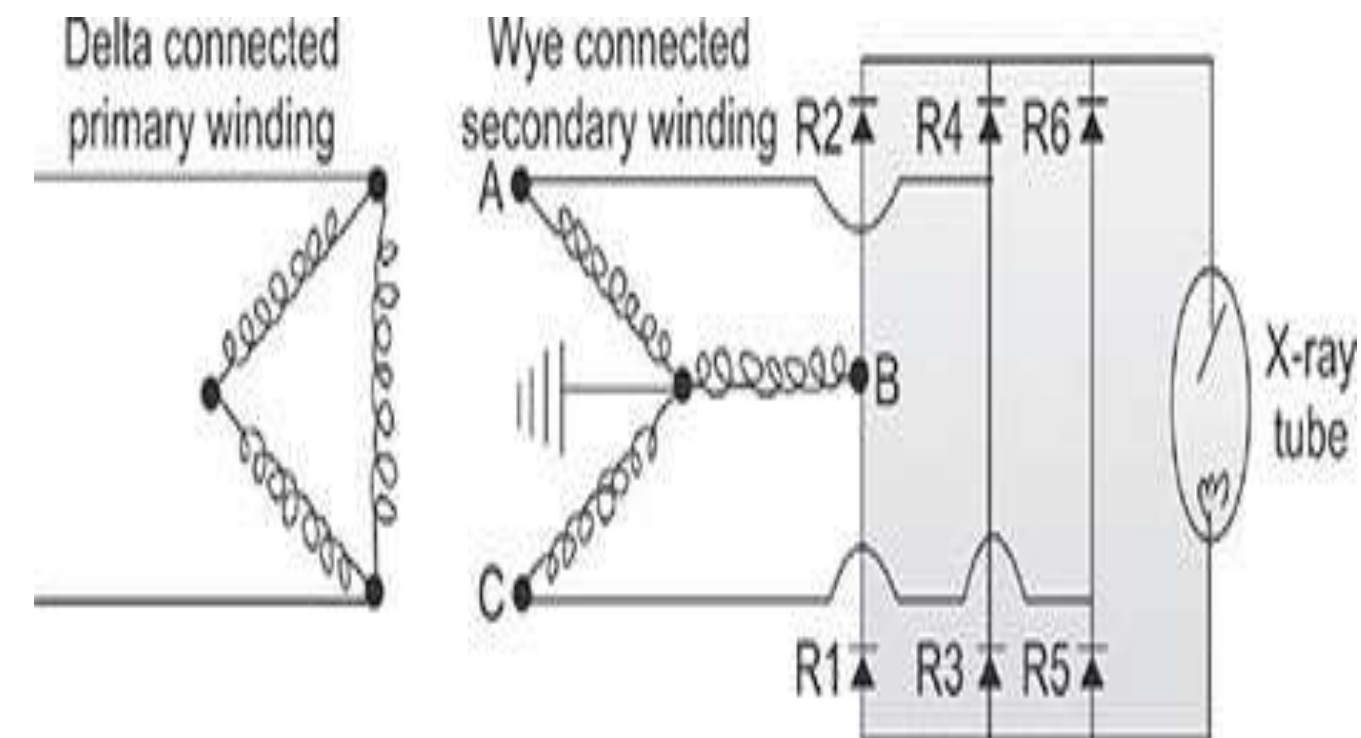 Delta connected
primary winding
Wye connected
secondary winding
R2
R4
R6
A
B
C
X-ray
tube
R1
R3
R5